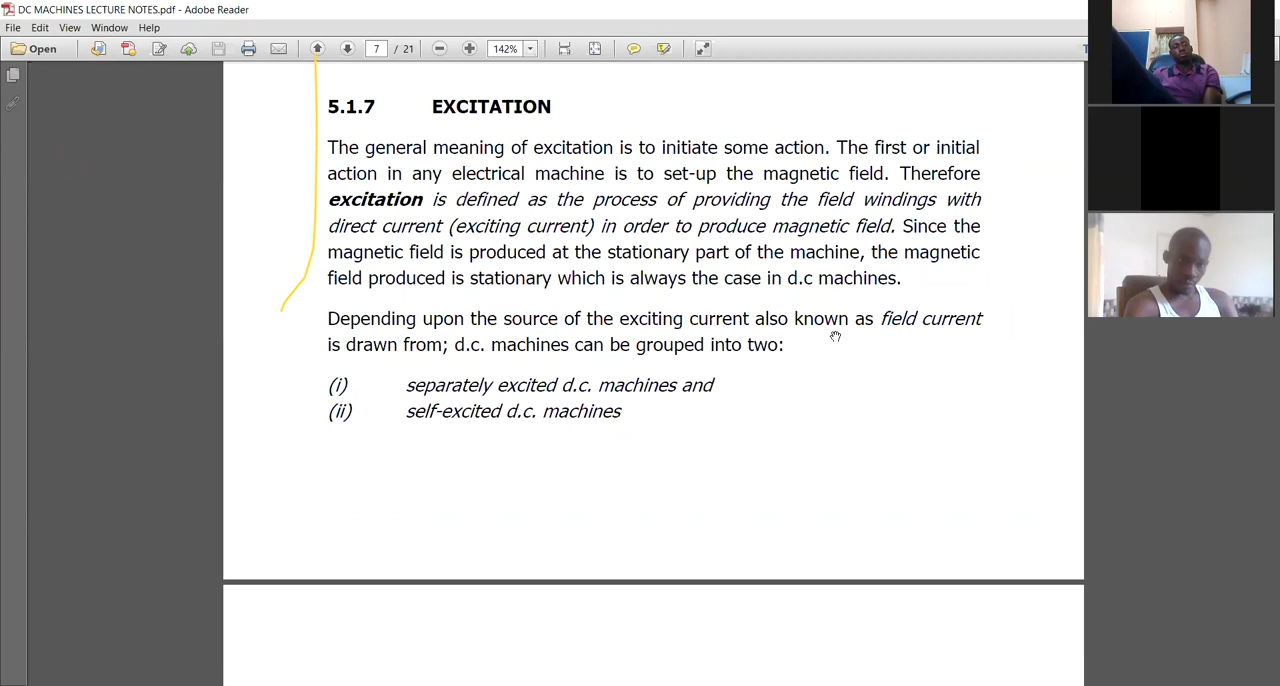 DC MACHINES LECTURE NOTES.pdf - Adobe Reader
File Edit View Window Help
Open 7 / 21 142% T
5.1.7 EXCITATION
The general meaning of excitation is to initiate some action. The first or initial
action in any electrical machine is to set-up the magnetic field. Therefore
excitation is defined as the process of providing the field windings with
direct current (exciting current) in order to produce magnetic field. Since the
magnetic field is produced at the stationary part of the machine, the magnetic
field produced is stationary which is always the case in d.c machines.
Depending upon the source of the exciting current also known as field current
is drawn from; d.c. machines can be grouped into two:
(i) separately excited d.c. machines and
(ii) self-excited d.c. machines